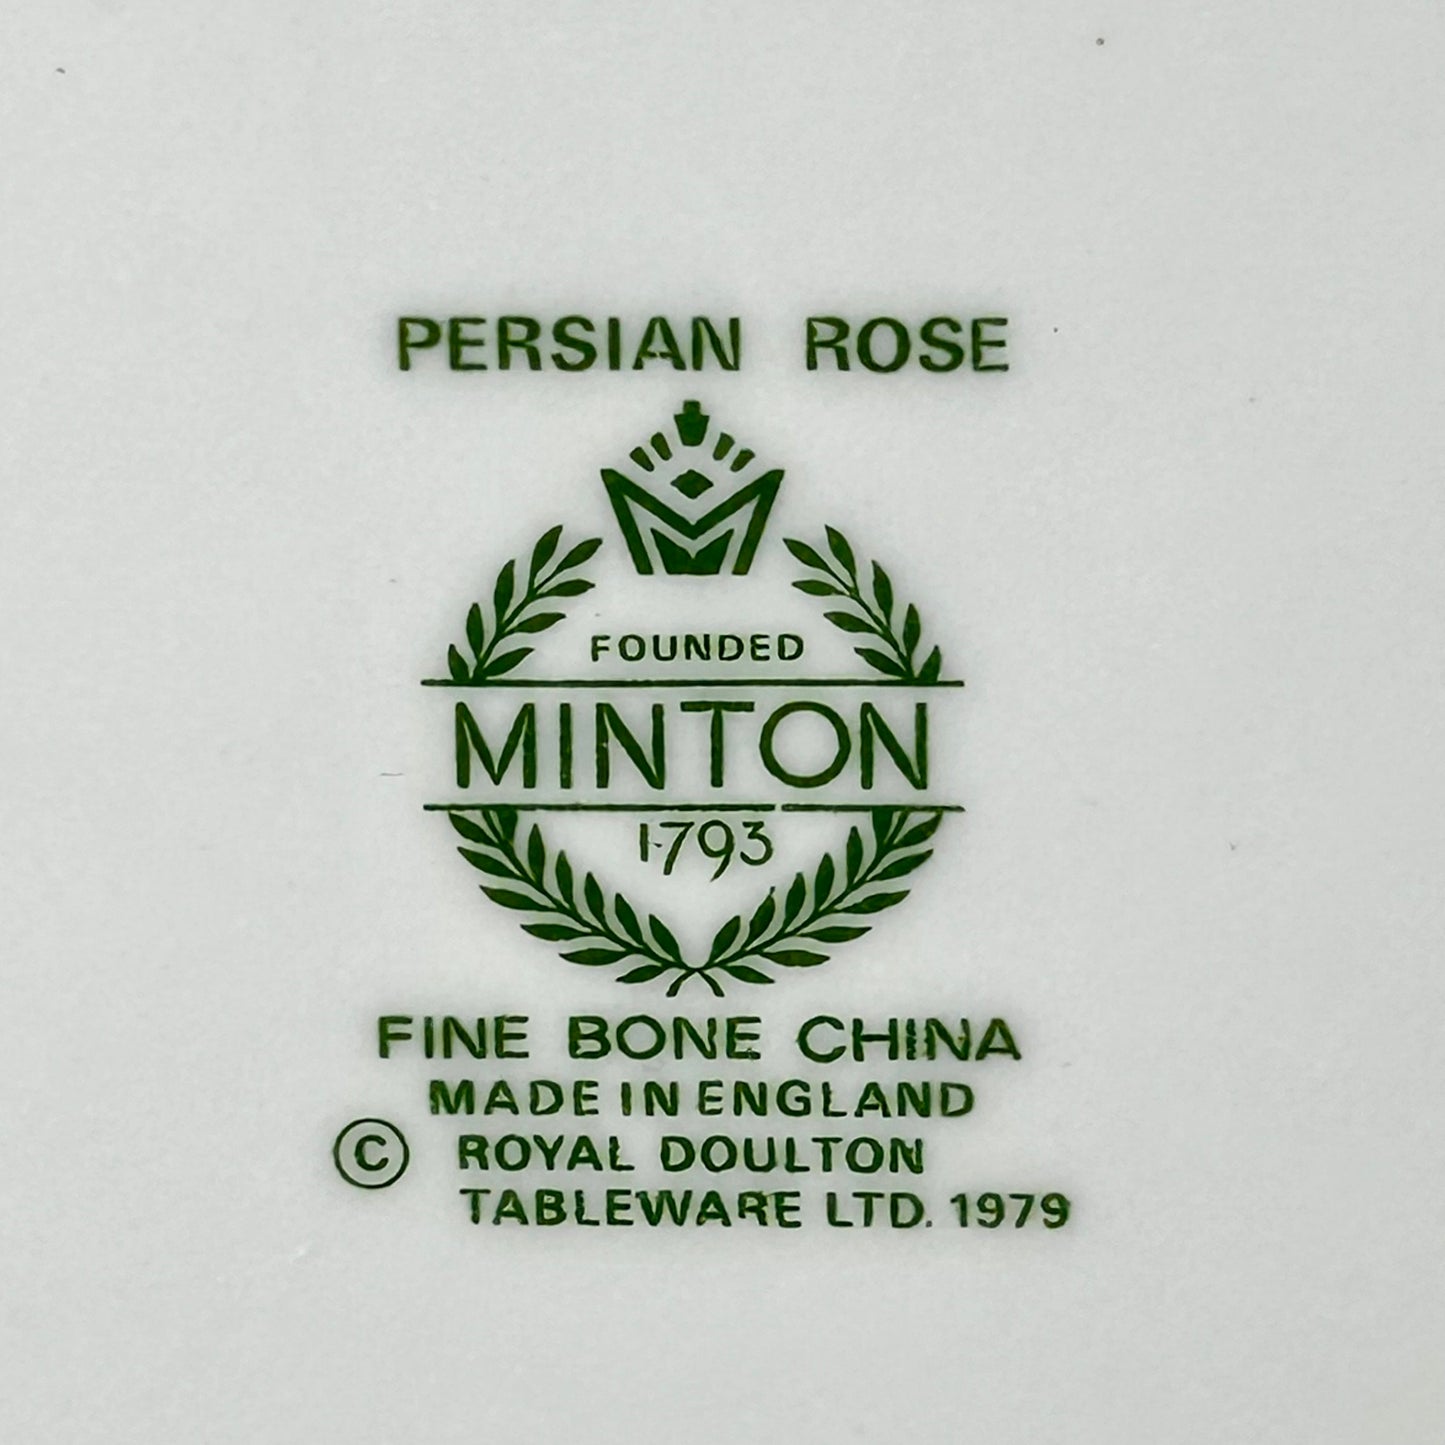 PERSIAN ROSE
FOUNDED
MINTON
1793
FINE BONE CHINA
MADE IN ENGLAND
© ROYAL DOULTON
TABLEWARE LTD. 1979